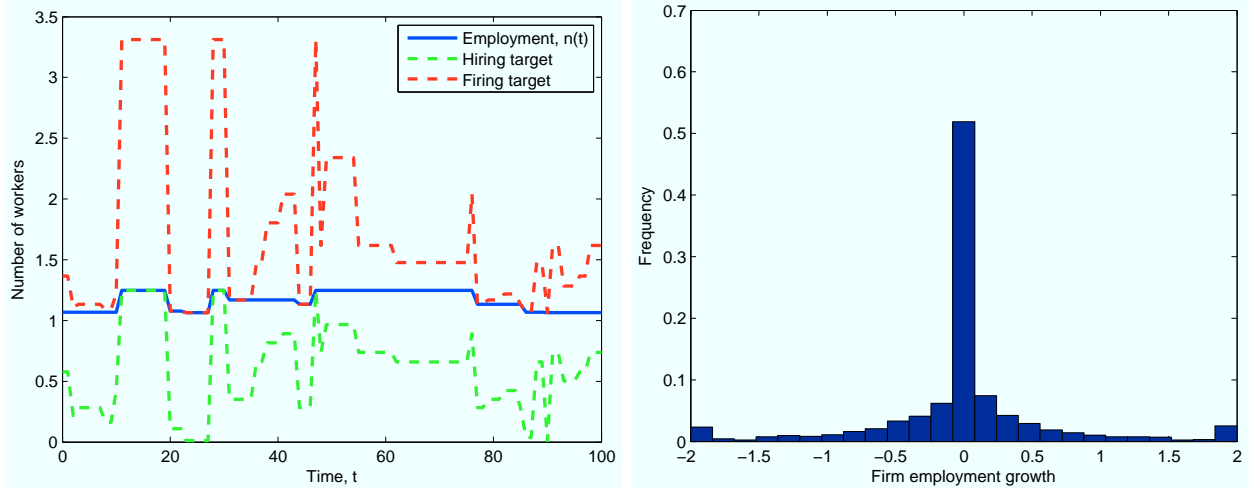 3.5
3
2.5
2
1.5
1
0.5
0
Number of workers
Employment, n(t)
Hiring target
Firing target
0 20 40 60 80 100
Time, t
0.7
0.6
0.5
0.4
0.3
0.2
0.1
0
Frequency
−2 −1.5 −1 −0.5 0 0.5 1 1.5 2
Firm employment growth